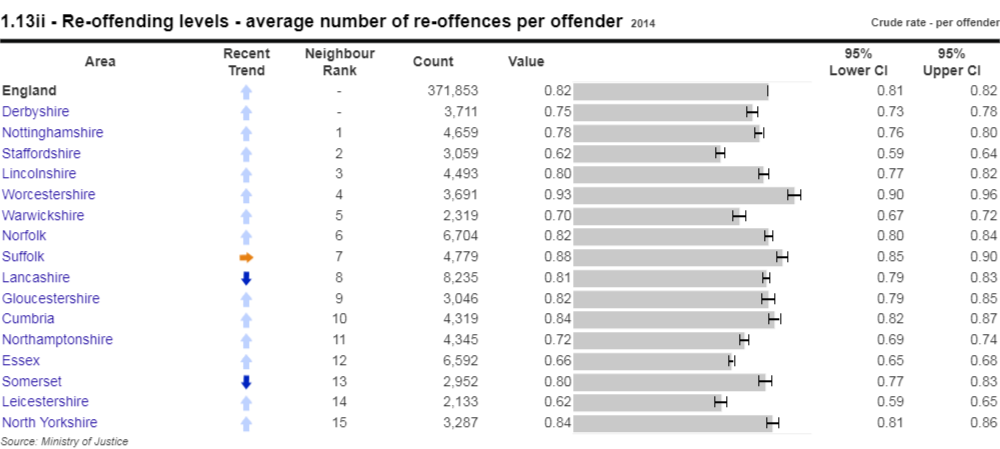 1.13ii - Re-offending levels - average number of re-offences per offender 2014 Crude rate - per offender
Area Recent Trend Neighbour Rank Count Value 95% Lower CI 95% Upper CI
England - 371,853 0.82 0.81 0.82
Derbyshire - 3,711 0.75 0.73 0.78
Nottinghamshire 1 4,659 0.78 0.76 0.80
Staffordshire 2 3,059 0.62 0.59 0.64
Lincolnshire 3 4,493 0.80 0.77 0.82
Worcestershire 4 3,691 0.93 0.90 0.96
Warwickshire 5 2,319 0.70 0.67 0.72
Norfolk 6 6,704 0.82 0.80 0.84
Suffolk 7 4,779 0.88 0.85 0.90
Lancashire 8 8,235 0.81 0.79 0.83
Gloucestershire 9 3,046 0.82 0.79 0.85
Cumbria 10 4,319 0.84 0.82 0.87
Northamptonshire 11 4,345 0.72 0.69 0.74
Essex 12 6,592 0.66 0.65 0.68
Somerset 13 2,952 0.80 0.77 0.83
Leicestershire 14 2,133 0.62 0.59 0.65
North Yorkshire 15 3,287 0.84 0.81 0.86
Source: Ministry of Justice